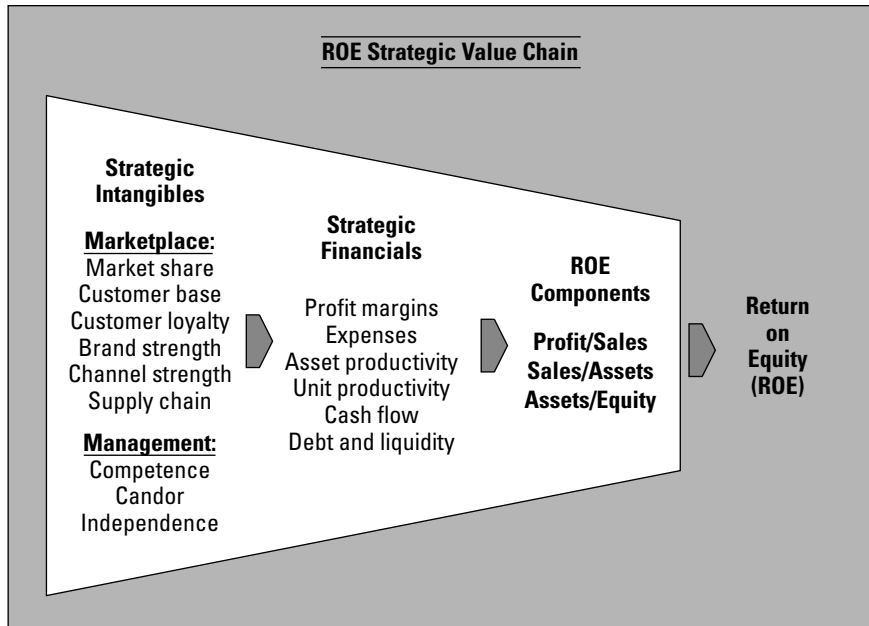 ROE Strategic Value Chain
Strategic
Intangibles
Marketplace:
Market share
Customer base
Customer loyalty
Brand strength
Channel strength
Supply chain
Management:
Competence
Candor
Independence
Strategic
Financials
Profit margins
Expenses
Asset productivity
Unit productivity
Cash flow
Debt and liquidity
ROE
Components
Profit/Sales
Sales/Assets
Assets/Equity
Return
on
Equity
(ROE)